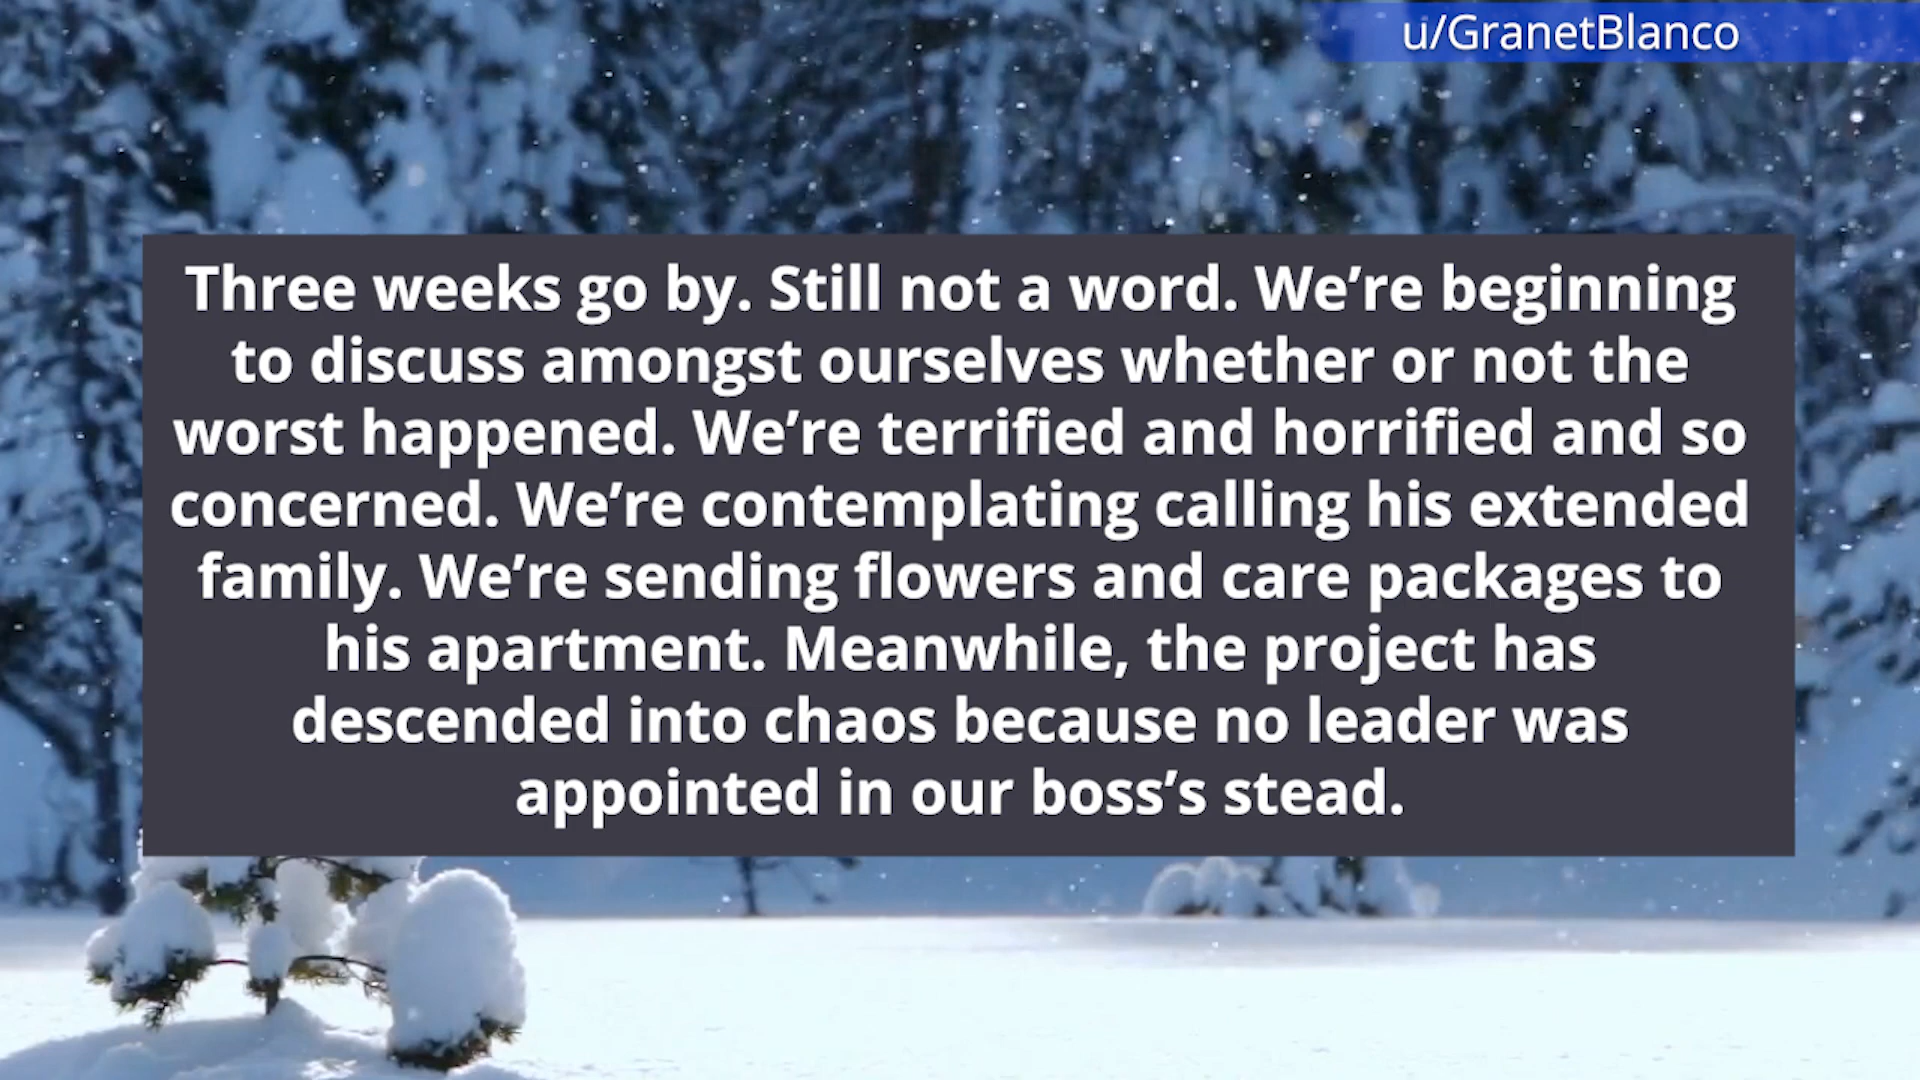 u/GranetBlanco
Three weeks go by. Still not a word. We’re beginning
to discuss amongst ourselves whether or not the
worst happened. We’re terrified and horrified and so
concerned. We’re contemplating calling his extended
family. We’re sending flowers and care packages to
his apartment. Meanwhile, the project has
descended into chaos because no leader was
appointed in our boss’s stead.